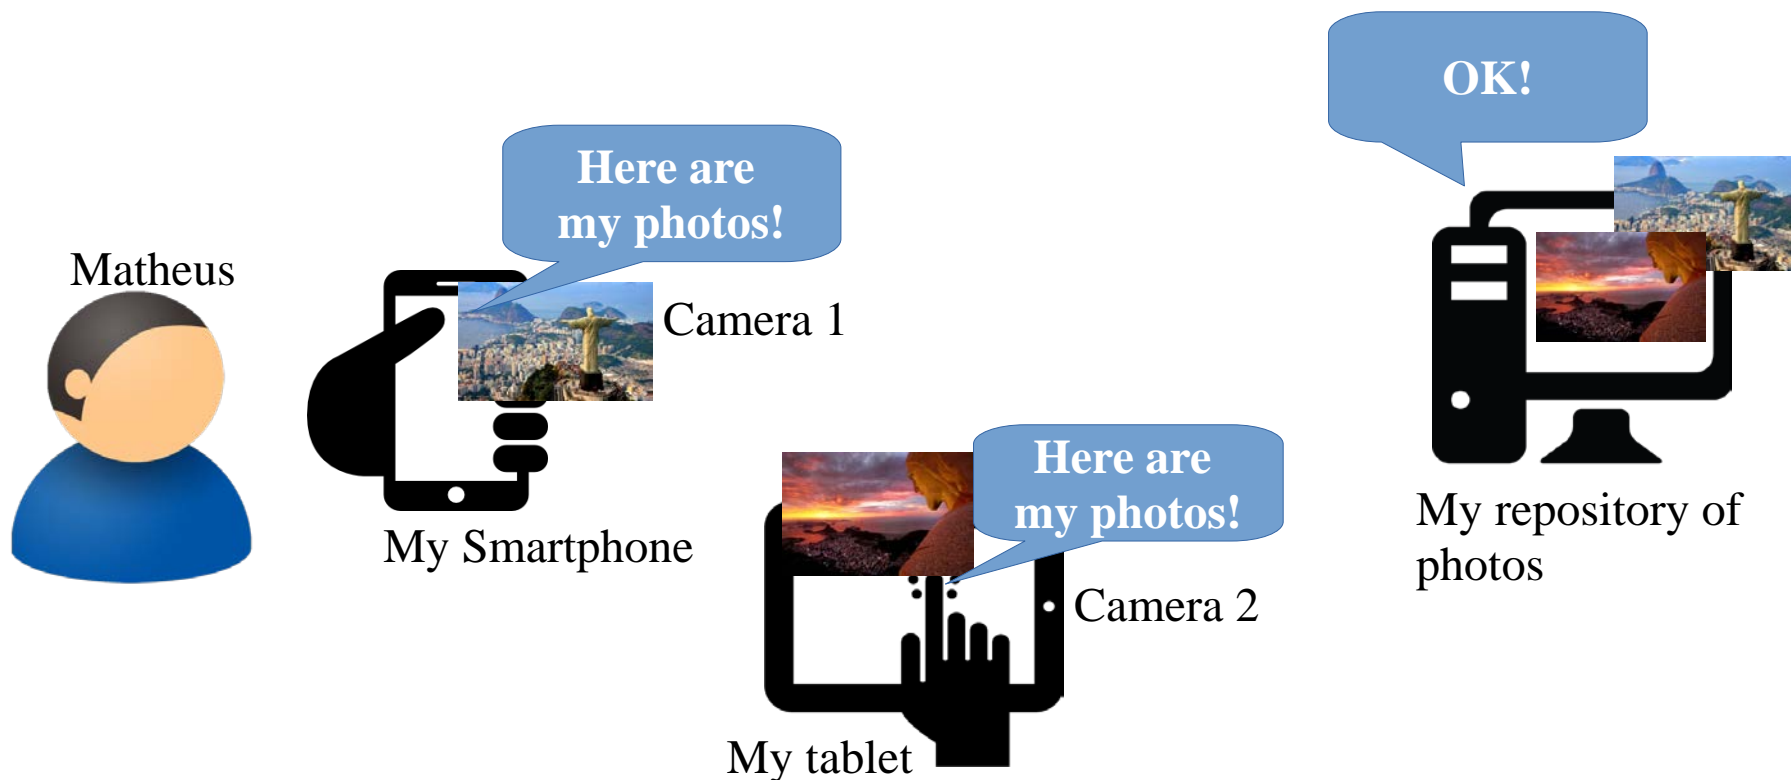 Matheus
Here are
my photos!
Camera 1
My Smartphone
Here are
my photos!
Camera 2
My tablet
OK!
My repository of
photos